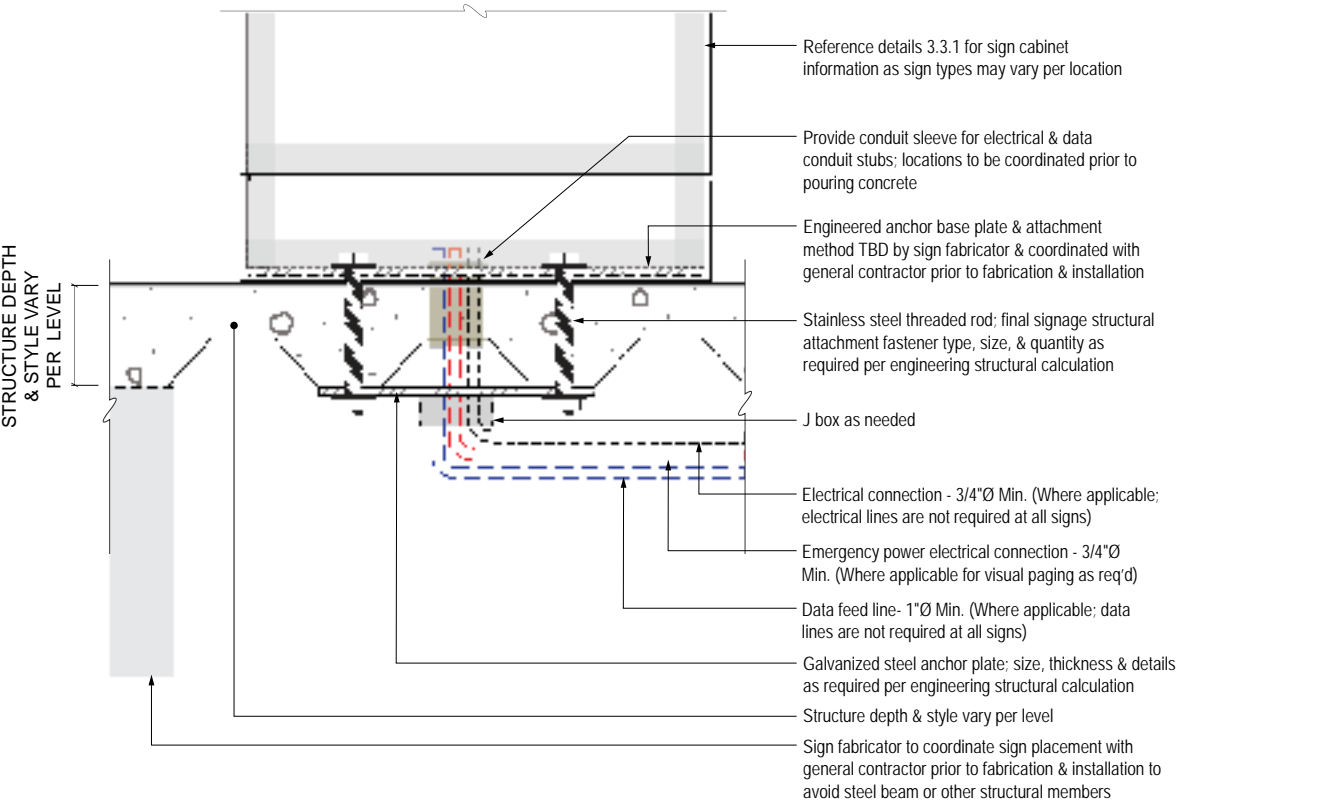 Reference details 3.3.1 for sign cabinet
information as sign types may vary per location
Provide conduit sleeve for electrical & data
conduit stubs; locations to be coordinated prior to
pouring concrete
Engineered anchor base plate & attachment
method TBD by sign fabricator & coordinated with
general contractor prior to fabrication & installation
STRUCTURE DEPTH
& STYLE VARY
PER LEVEL
Stainless steel threaded rod; final signage structural
attachment fastener type, size, & quantity as
required per engineering structural calculation
J box as needed
Electrical connection - 3/4"Ø Min. (Where applicable;
electrical lines are not required at all signs)
Emergency power electrical connection - 3/4"Ø
Min. (Where applicable for visual paging as req'd)
Data feed line- 1"Ø Min. (Where applicable; data
lines are not required at all signs)
Galvanized steel anchor plate; size, thickness & details
as required per engineering structural calculation
Structure depth & style vary per level
Sign fabricator to coordinate sign placement with
general contractor prior to fabrication & installation to
avoid steel beam or other structural members